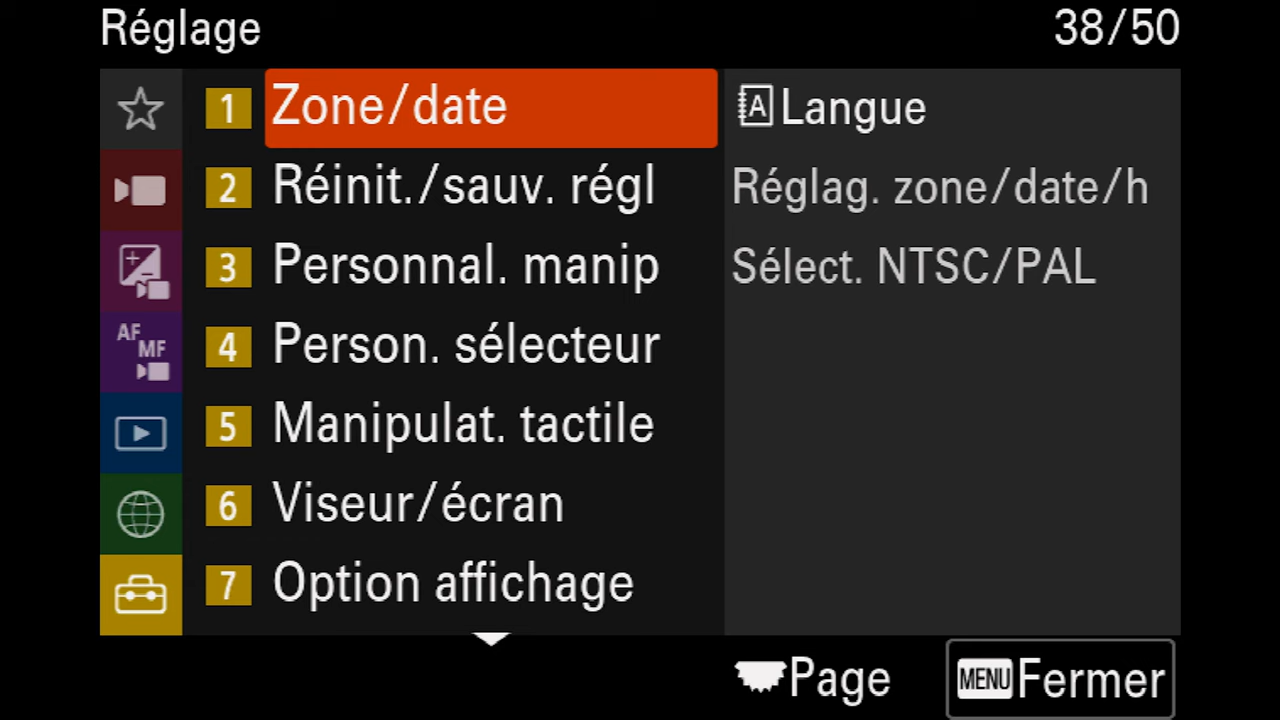 Réglage 38/50
1 Zone/date
2 Réinit./sauv. régl
3 Personnal. manip
4 Person. sélecteur
5 Manipulat. tactile
6 Viseur/écran
7 Option affichage
AF MF
A Langue
Réglag. zone/date/h
Sélect. NTSC/PAL
Page MENU Fermer